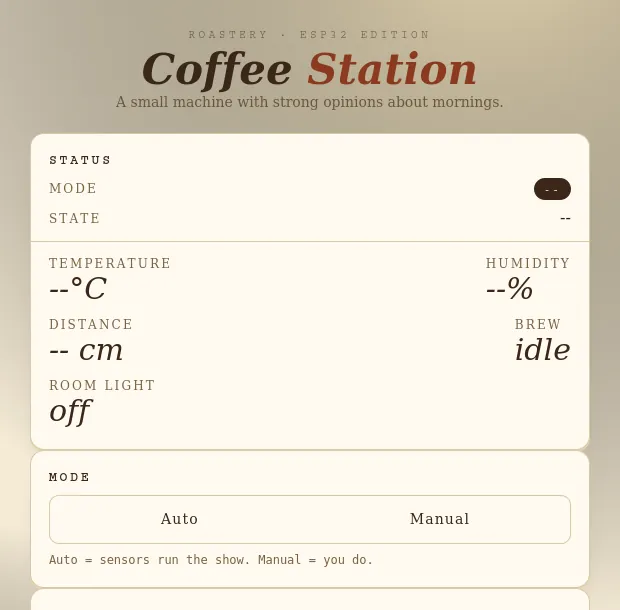 ROASTERY · ESP32 EDITION
Coffee Station
A small machine with strong opinions about mornings.
STATUS
MODE --
STATE --
TEMPERATURE HUMIDITY
--°C --%
DISTANCE BREW
-- cm idle
ROOM LIGHT
off
MODE
Auto Manual
Auto = sensors run the show. Manual = you do.